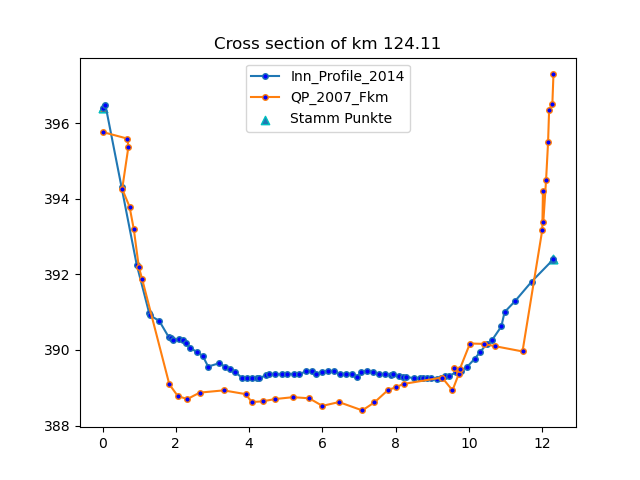 Cross section of km 124.11
Inn_Profile_2014
QP_2007_Fkm
Stamm Punkte
396
394
392
390
388
0 2 4 6 8 10 12